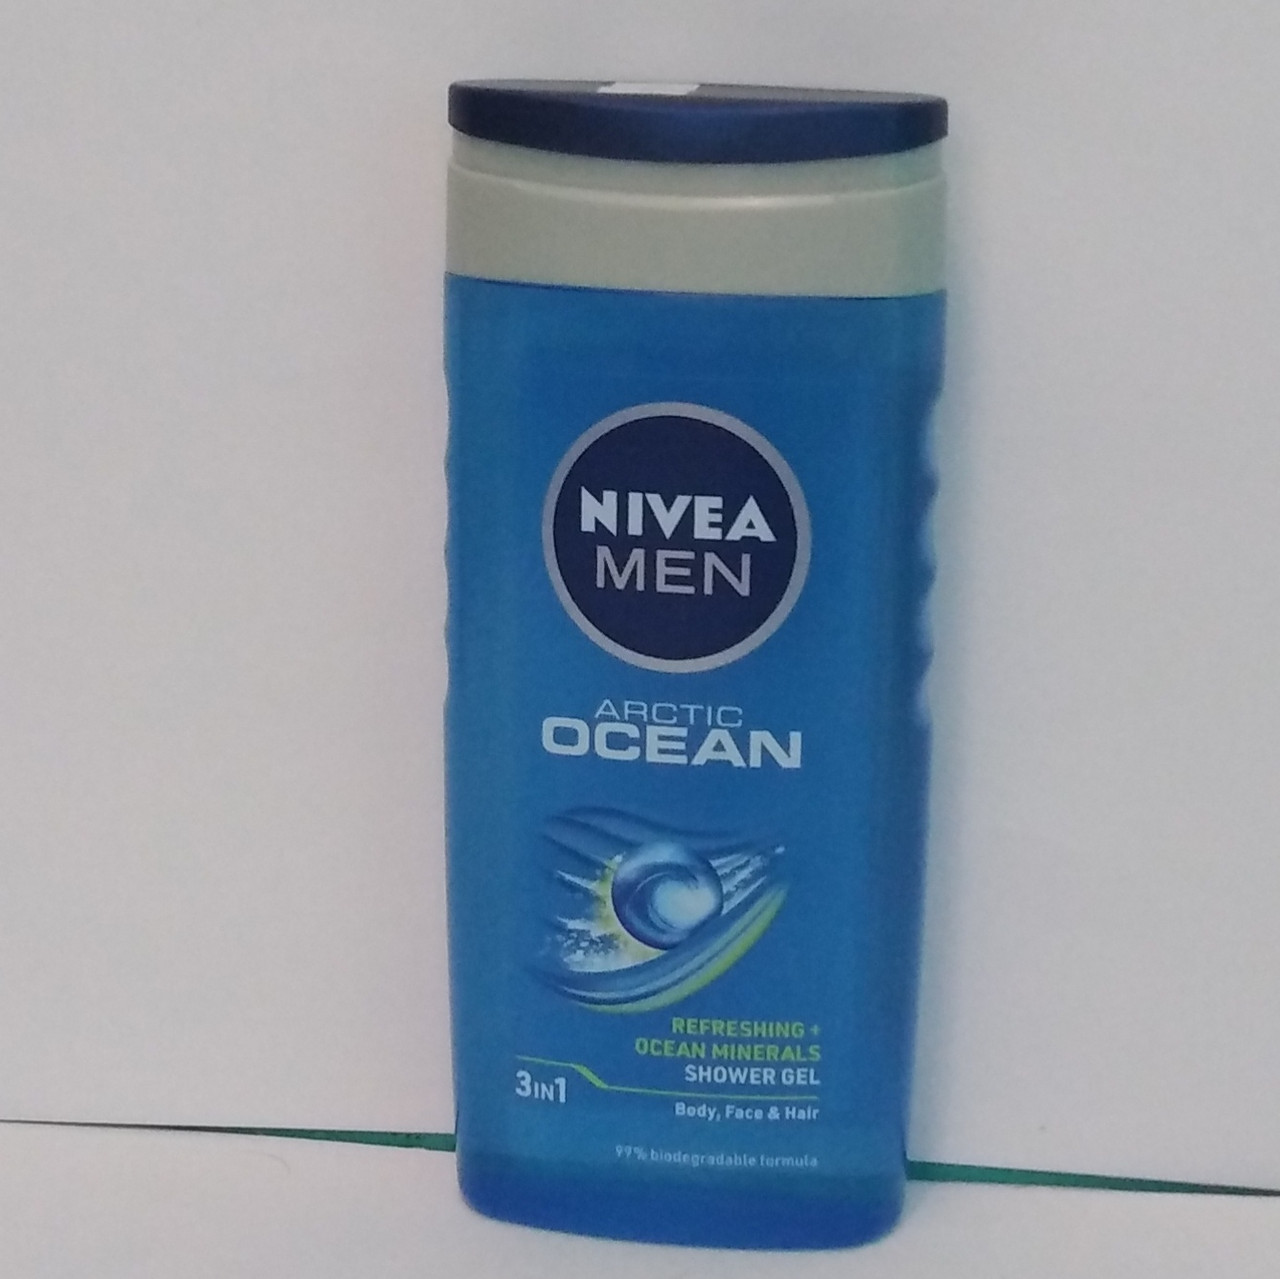 NIVEA
MEN
ARCTIC
OCEAN
REFRESHING +
OCEAN MINERALS
SHOWER GEL
3IN1
Body, Face & Hair
99% biodegradable formula